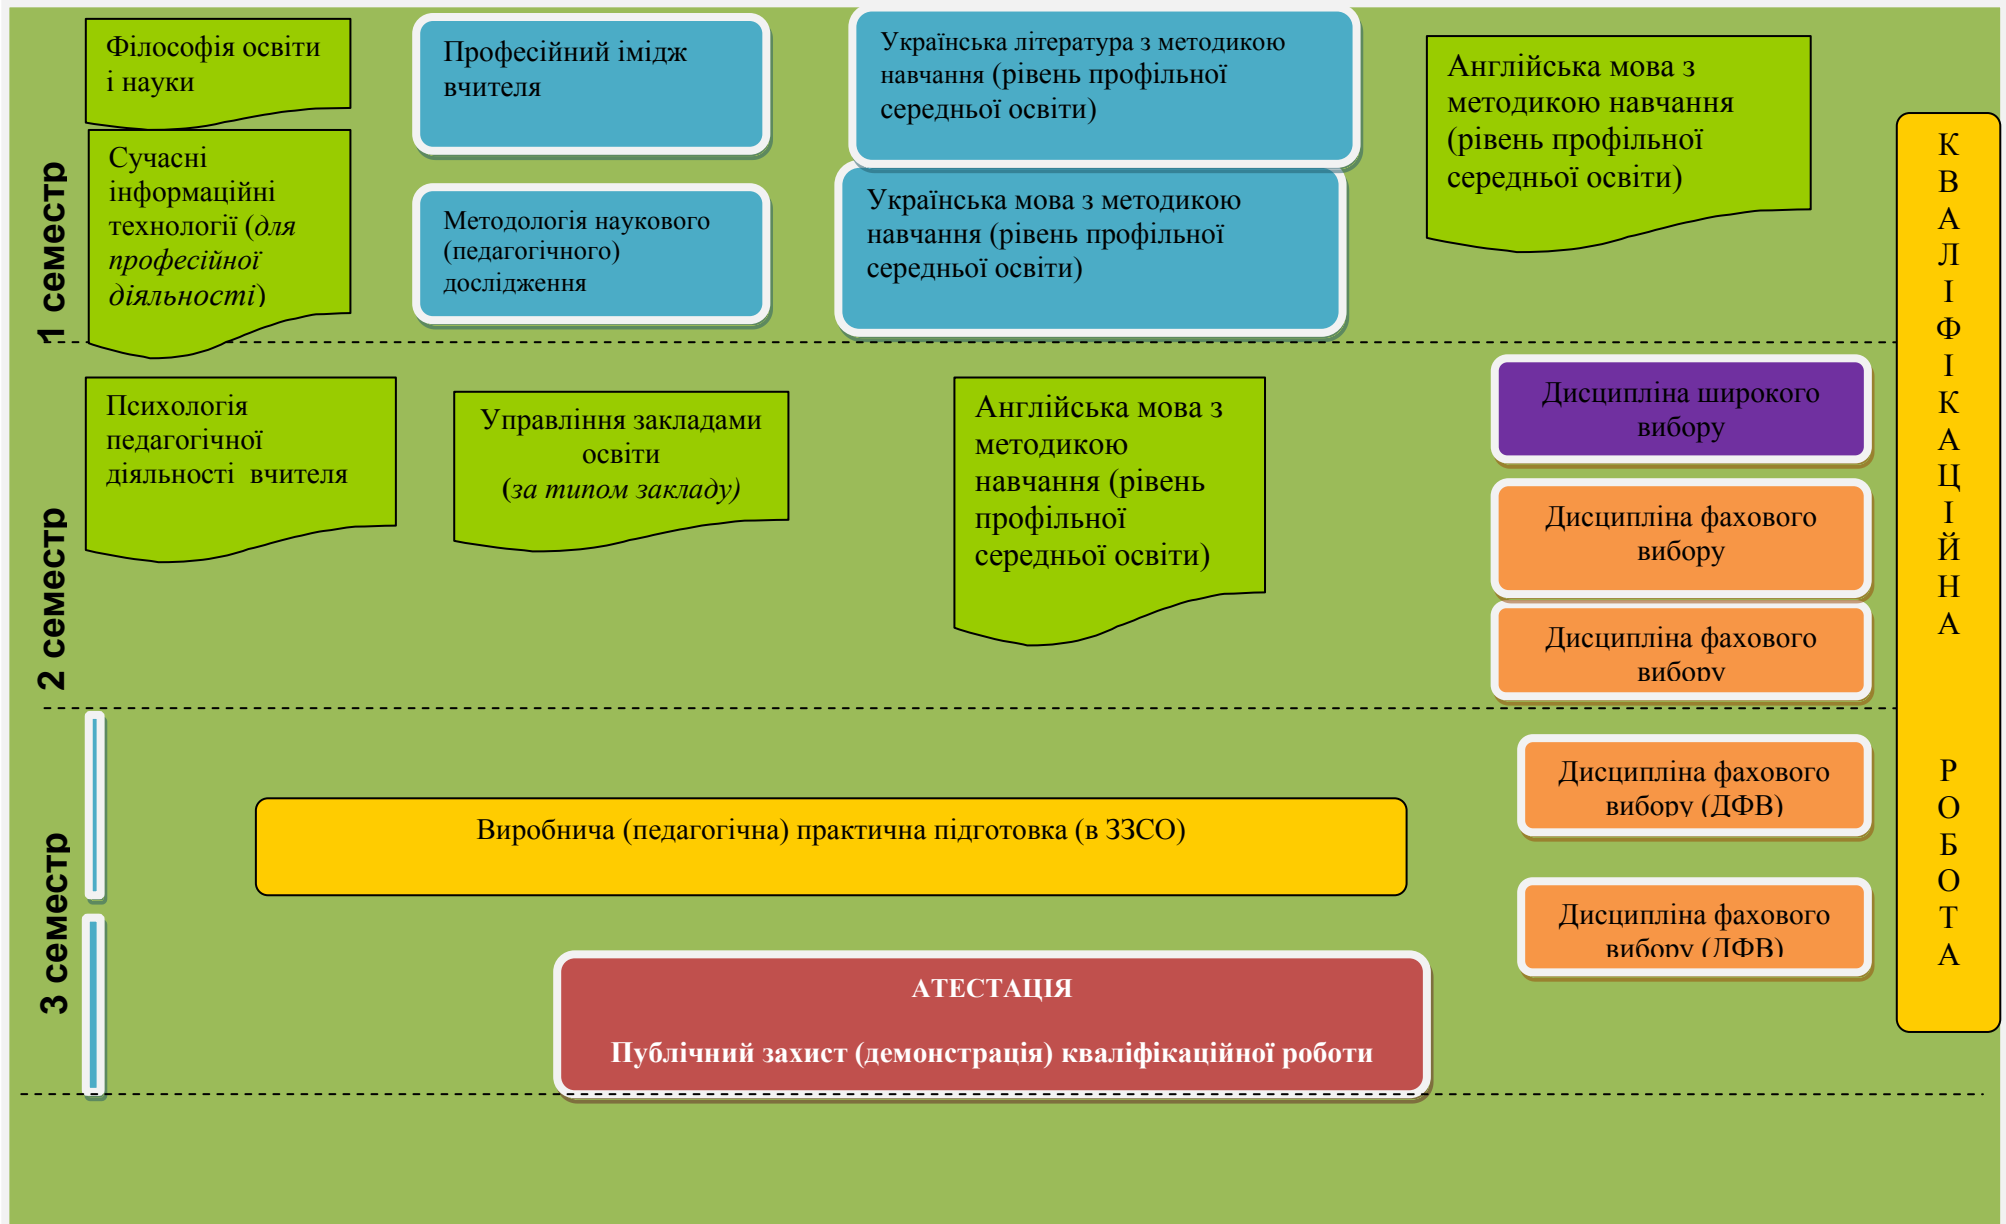 1 семестр
Філософія освіти
і науки
Сучасні
інформаційні
технології (для
професійної
діяльності)
Професійний імідж
вчителя
Методологія наукового
(педагогічного)
дослідження
Українська література з методикою
навчання (рівень профільної
середньої освіти)
Українська мова з методикою
навчання (рівень профільної
середньої освіти)
Англійська мова з
методикою навчання
(рівень профільної
середньої освіти)
2 семестр
Психологія
педагогічної
діяльності вчителя
Управління закладами
освіти
(за типом закладу)
Англійська мова з
методикою
навчання (рівень
профільної
середньої освіти)
Дисципліна широкого
вибору
Дисципліна фахового
вибору
Дисципліна фахового
вибору
3 семестр
Виробнича (педагогічна) практична підготовка (в ЗЗСО)
Дисципліна фахового
вибору (ДФВ)
Дисципліна фахового
вибору (ДФВ)
АТЕСТАЦІЯ
Публічний захист (демонстрація) кваліфікаційної роботи
К
В
А
Л
І
Ф
І
К
А
Ц
І
Й
Н
А
Р
О
Б
О
Т
А